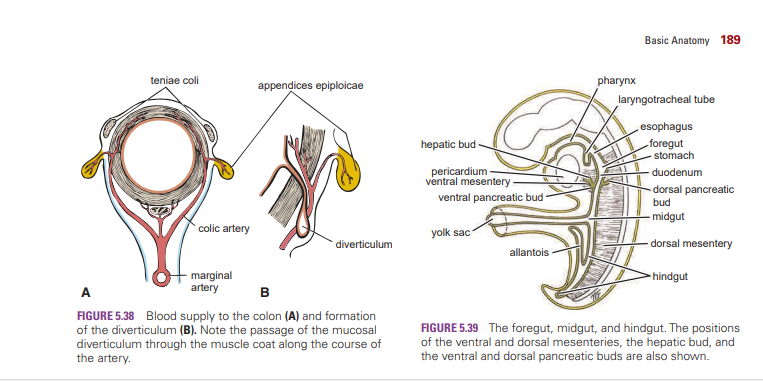 Basic Anatomy 189
teniae coli
appendices epiploicae
colic artery
diverticulum
marginal
artery
A
B
FIGURE 5.38 Blood supply to the colon (A) and formation
of the diverticulum (B). Note the passage of the mucosal
diverticulum through the muscle coat along the course of
the artery.
pharynx
laryngotracheal tube
esophagus
hepatic bud
foregut
stomach
pericardium
duodenum
ventral mesentery
dorsal pancreatic
bud
ventral pancreatic bud
midgut
yolk sac
dorsal mesentery
allantois
hindgut
FIGURE 5.39 The foregut, midgut, and hindgut. The positions
of the ventral and dorsal mesenteries, the hepatic bud, and
the ventral and dorsal pancreatic buds are also shown.